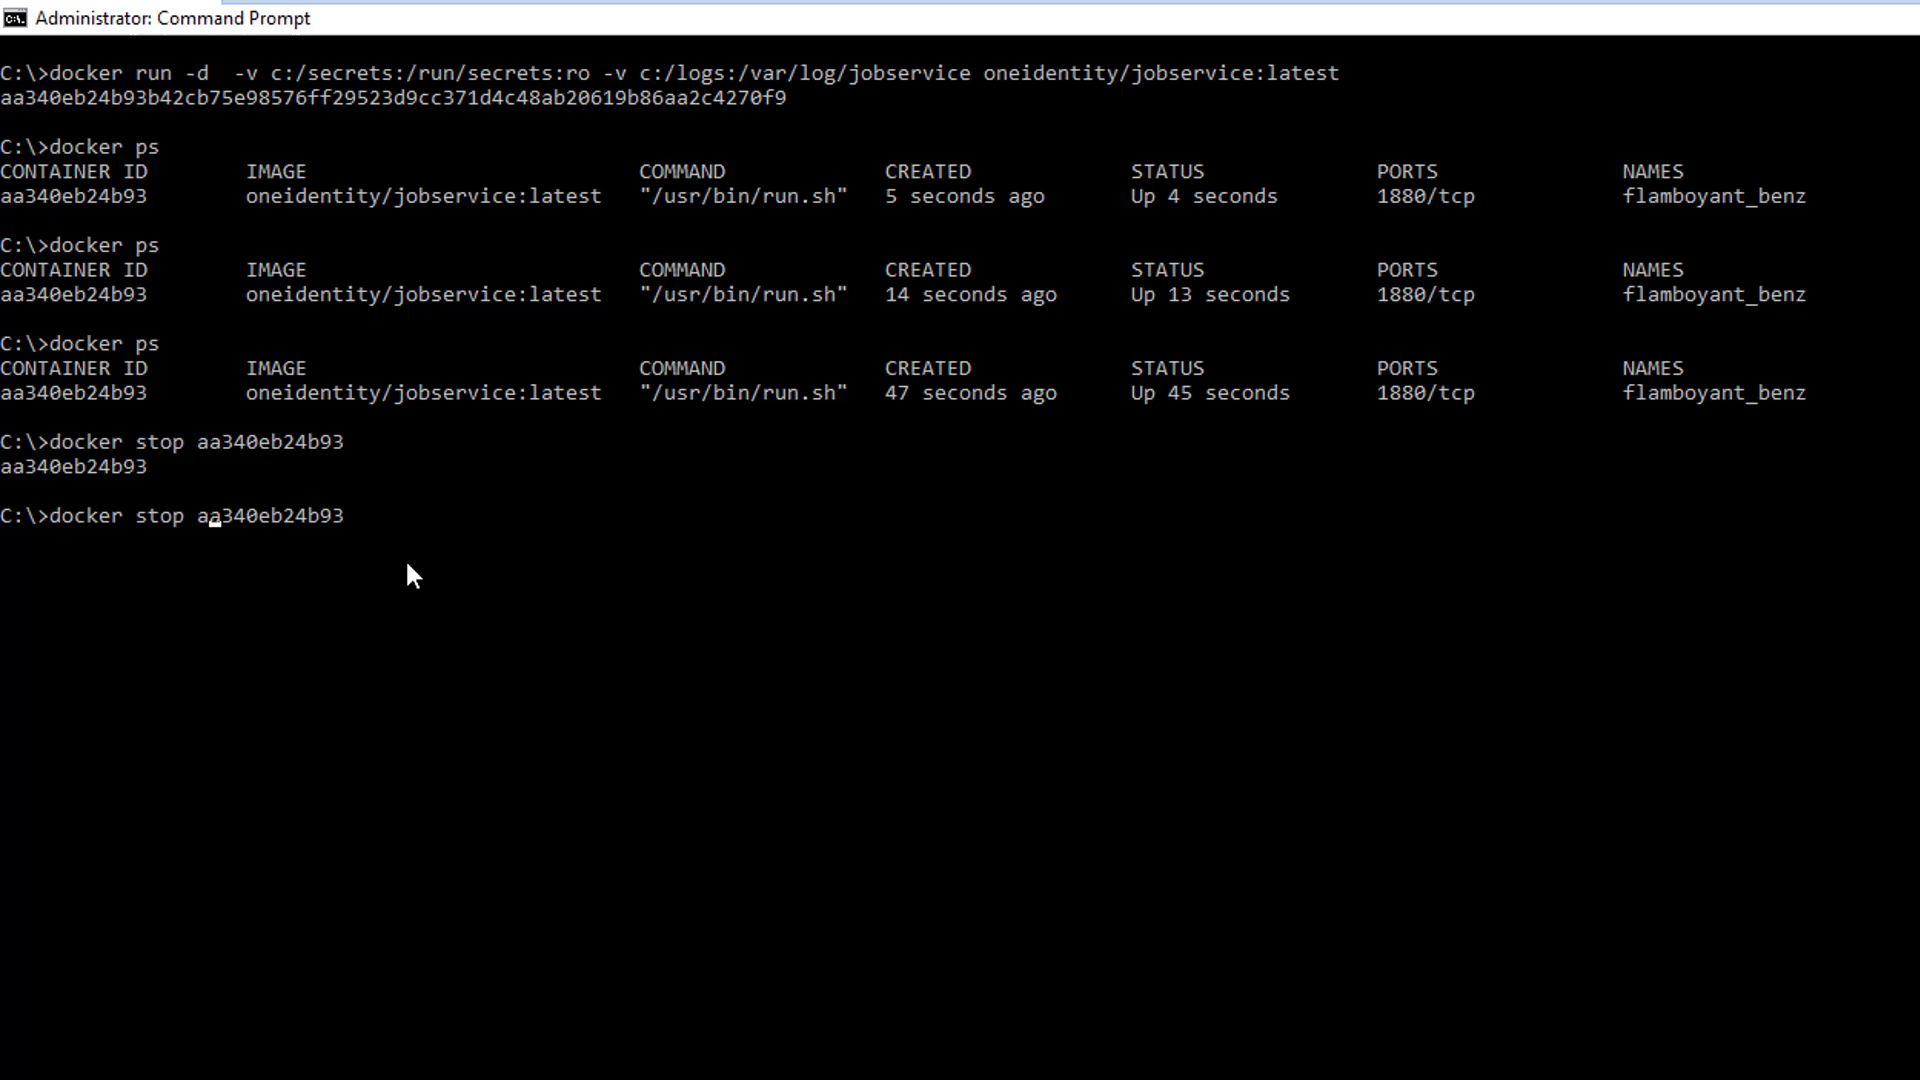 Administrator: Command Prompt
C:\>docker run -d  -v c:/secrets:/run/secrets:ro -v c:/logs:/var/log/jobservice oneidentity/jobservice:latest
aa340eb24b93b42cb75e98576ff29523d9cc371d4c48ab20619b86aa2c4270f9
C:\>docker ps
CONTAINER ID        IMAGE                           COMMAND             CREATED             STATUS              PORTS               NAMES
aa340eb24b93        oneidentity/jobservice:latest   "/usr/bin/run.sh"   5 seconds ago       Up 4 seconds        1880/tcp            flamboyant_benz
C:\>docker ps
CONTAINER ID        IMAGE                           COMMAND             CREATED             STATUS              PORTS               NAMES
aa340eb24b93        oneidentity/jobservice:latest   "/usr/bin/run.sh"   14 seconds ago      Up 13 seconds       1880/tcp            flamboyant_benz
C:\>docker ps
CONTAINER ID        IMAGE                           COMMAND             CREATED             STATUS              PORTS               NAMES
aa340eb24b93        oneidentity/jobservice:latest   "/usr/bin/run.sh"   47 seconds ago      Up 45 seconds       1880/tcp            flamboyant_benz
C:\>docker stop aa340eb24b93
aa340eb24b93
C:\>docker stop aa340eb24b93